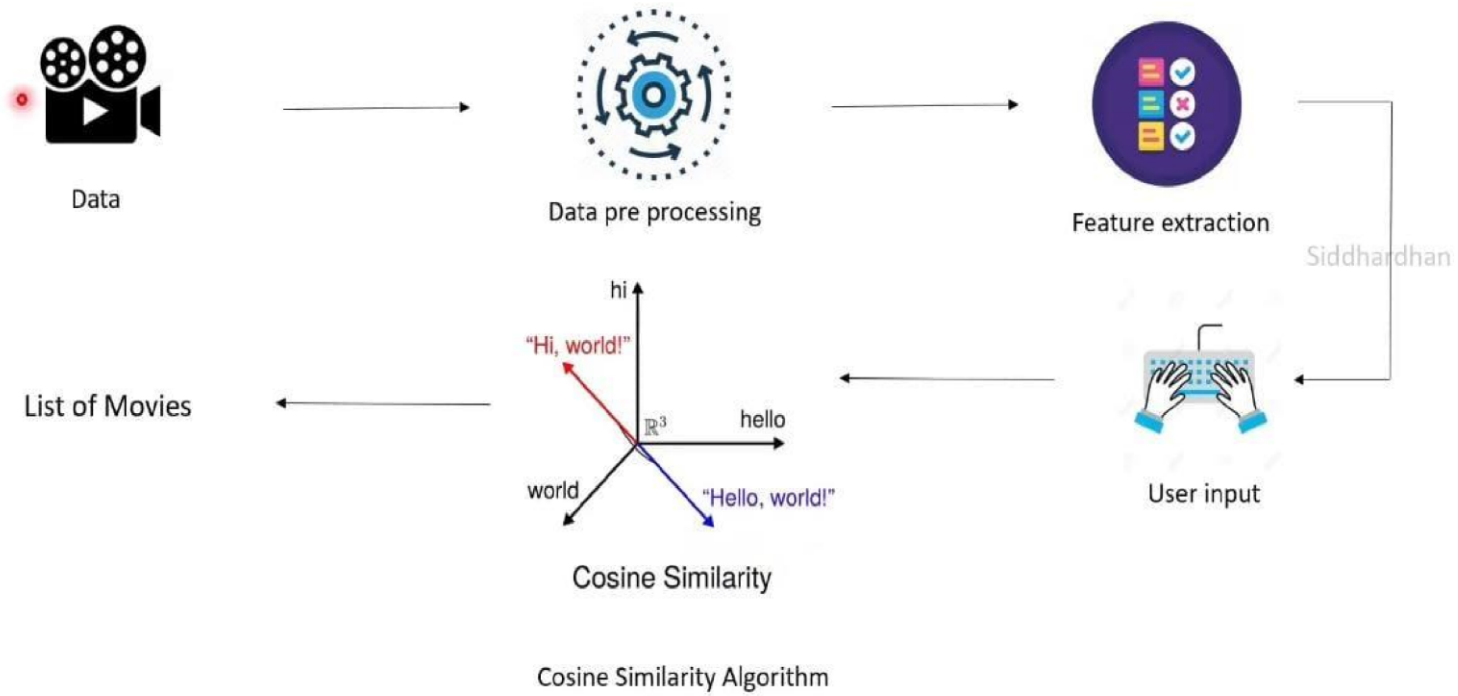 Data
Data pre processing
Feature extraction
Siddhardhan
hi
"Hi, world!"
ℝ³
hello
world
"Hello, world!"
List of Movies
User input
Cosine Similarity
Cosine Similarity Algorithm